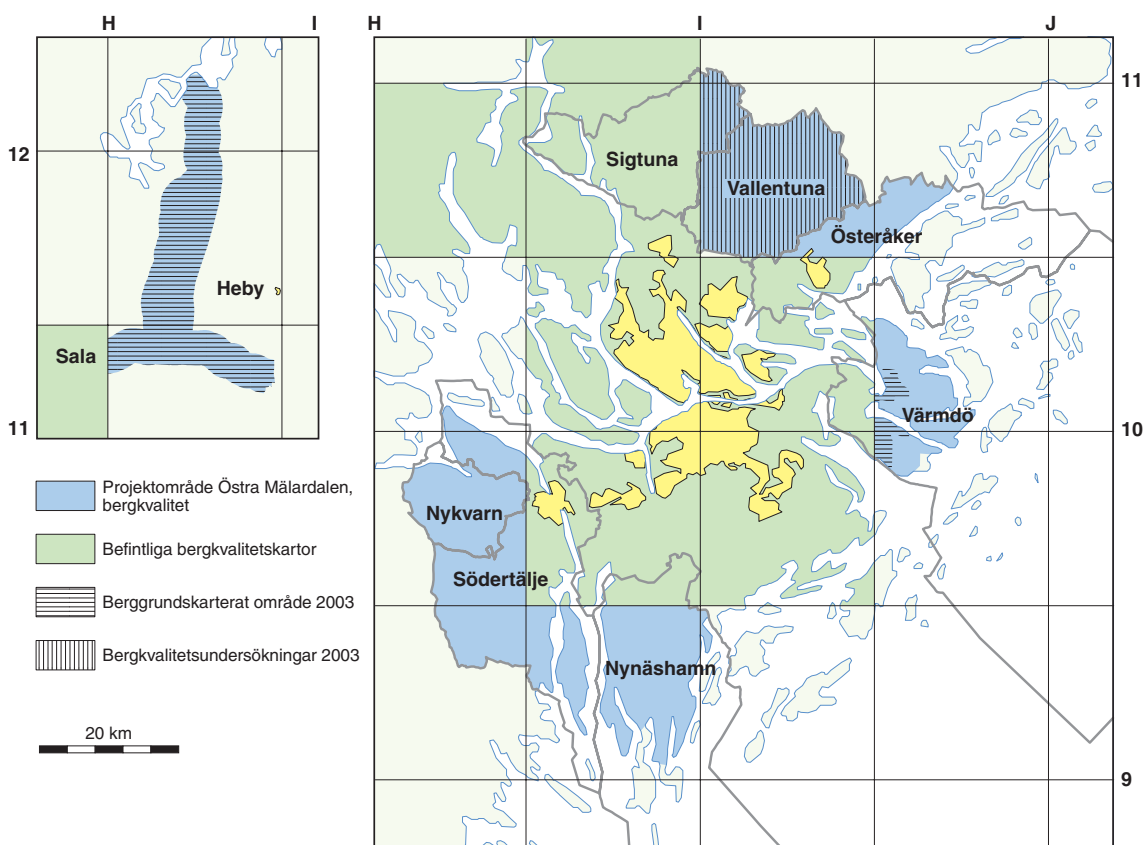 H
I
12
Heby
Sala
11
Projektområde Östra Mälardalen,
bergkvalitet
Befintliga bergkvalitetskartor
Berggrundskarterat område 2003
Bergkvalitetsundersökningar 2003
20 km
H
I
J
11
Sigtuna
Vallentuna
Österåker
Värmdö
10
Nykvarn
Södertälje
Nynäshamn
9